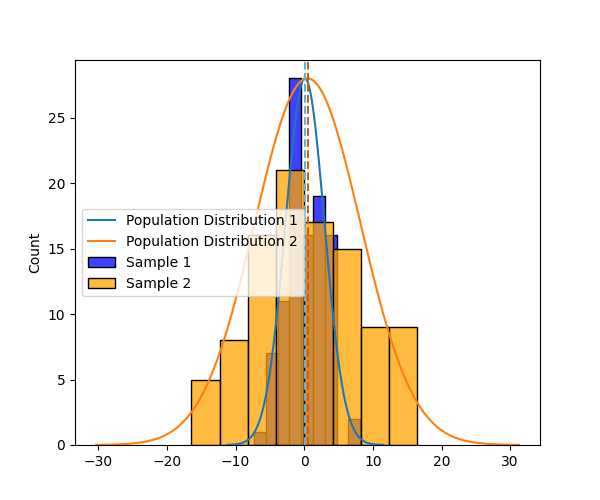 25
20
15
10
5
0
Count
Population Distribution 1
Population Distribution 2
Sample 1
Sample 2
−30 −20 −10 0 10 20 30